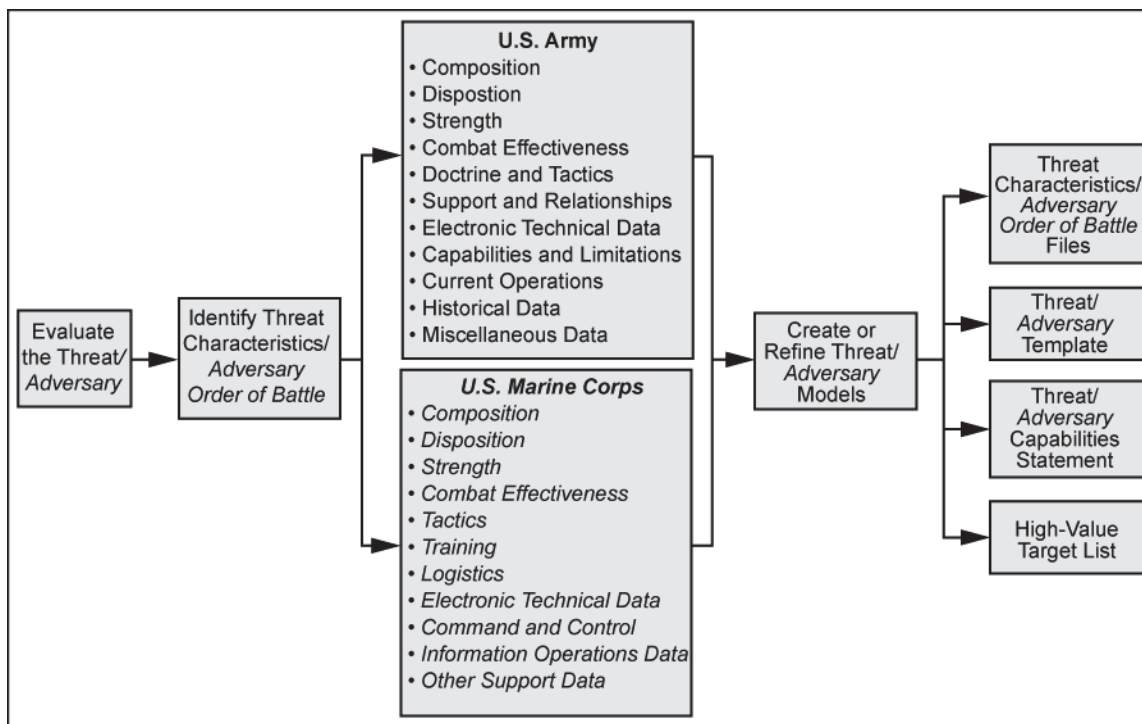 Evaluate
the Threat/
Adversary
Identify Threat
Characteristics/
Adversary
Order of Battle
U.S. Army
• Composition
• Dispostion
• Strength
• Combat Effectiveness
• Doctrine and Tactics
• Support and Relationships
• Electronic Technical Data
• Capabilities and Limitations
• Current Operations
• Historical Data
• Miscellaneous Data
U.S. Marine Corps
• Composition
• Disposition
• Strength
• Combat Effectiveness
• Tactics
• Training
• Logistics
• Electronic Technical Data
• Command and Control
• Information Operations Data
• Other Support Data
Create or
Refine Threat/
Adversary
Models
Threat
Characteristics/
Adversary
Order of Battle
Files
Threat/
Adversary
Template
Threat/
Adversary
Capabilities
Statement
High-Value
Target List